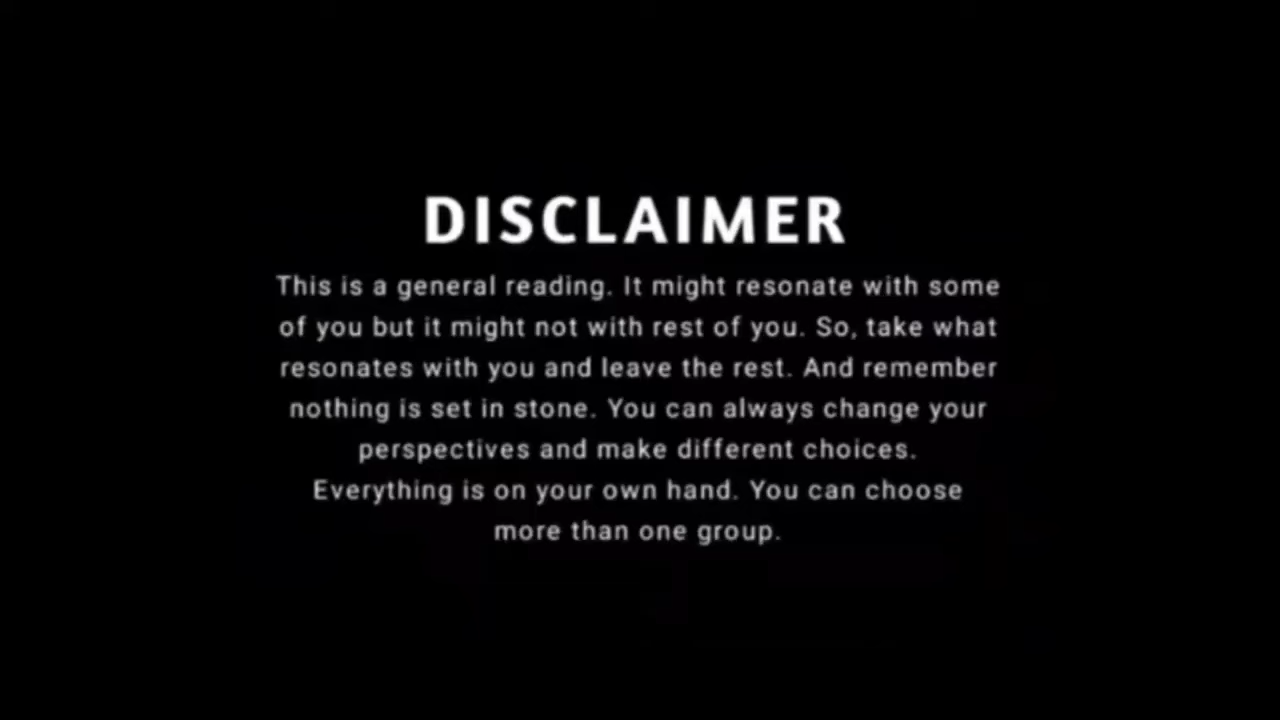 DISCLAIMER
This is a general reading. It might resonate with some
of you but it might not with rest of you. So, take what
resonates with you and leave the rest. And remember
nothing is set in stone. You can always change your
perspectives and make different choices.
Everything is on your own hand. You can choose
more than one group.